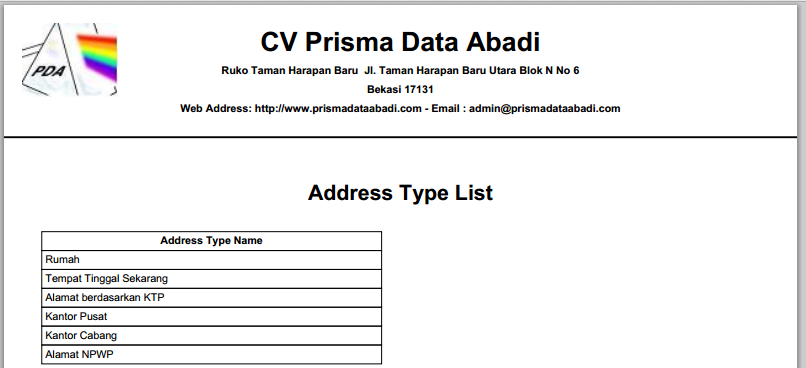 PDA
CV Prisma Data Abadi
Ruko Taman Harapan Baru Jl. Taman Harapan Baru Utara Blok N No 6
Bekasi 17131
Web Address: http://www.prismadataabadi.com - Email : admin@prismadataabadi.com
Address Type List
Address Type Name
Rumah
Tempat Tinggal Sekarang
Alamat berdasarkan KTP
Kantor Pusat
Kantor Cabang
Alamat NPWP